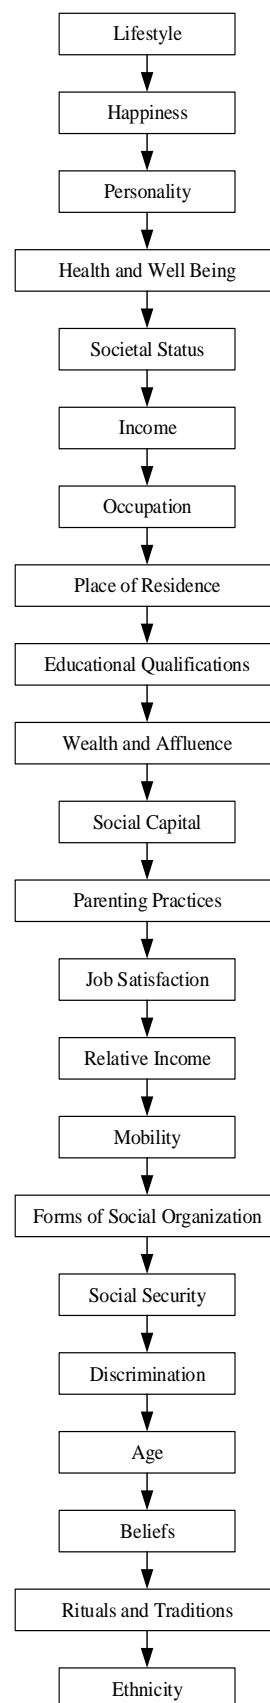 Lifestyle
Happiness
Personality
Health and Well Being
Societal Status
Income
Occupation
Place of Residence
Educational Qualifications
Wealth and Affluence
Social Capital
Parenting Practices
Job Satisfaction
Relative Income
Mobility
Forms of Social Organization
Social Security
Discrimination
Age
Beliefs
Rituals and Traditions
Ethnicity